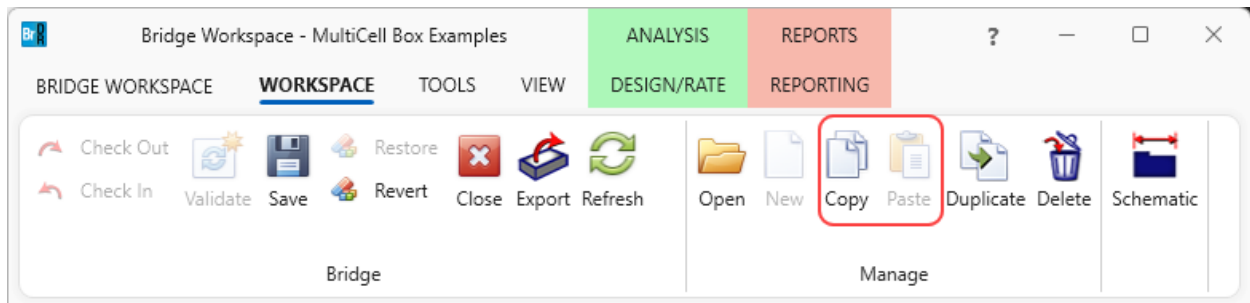 Br DR Bridge Workspace - MultiCell Box Examples ANALYSIS REPORTS ?
BRIDGE WORKSPACE WORKSPACE TOOLS VIEW DESIGN/RATE REPORTING
Check Out Restore
Check In Validate Save Revert Close Export Refresh Open New Copy Paste Duplicate Delete Schematic
Bridge Manage